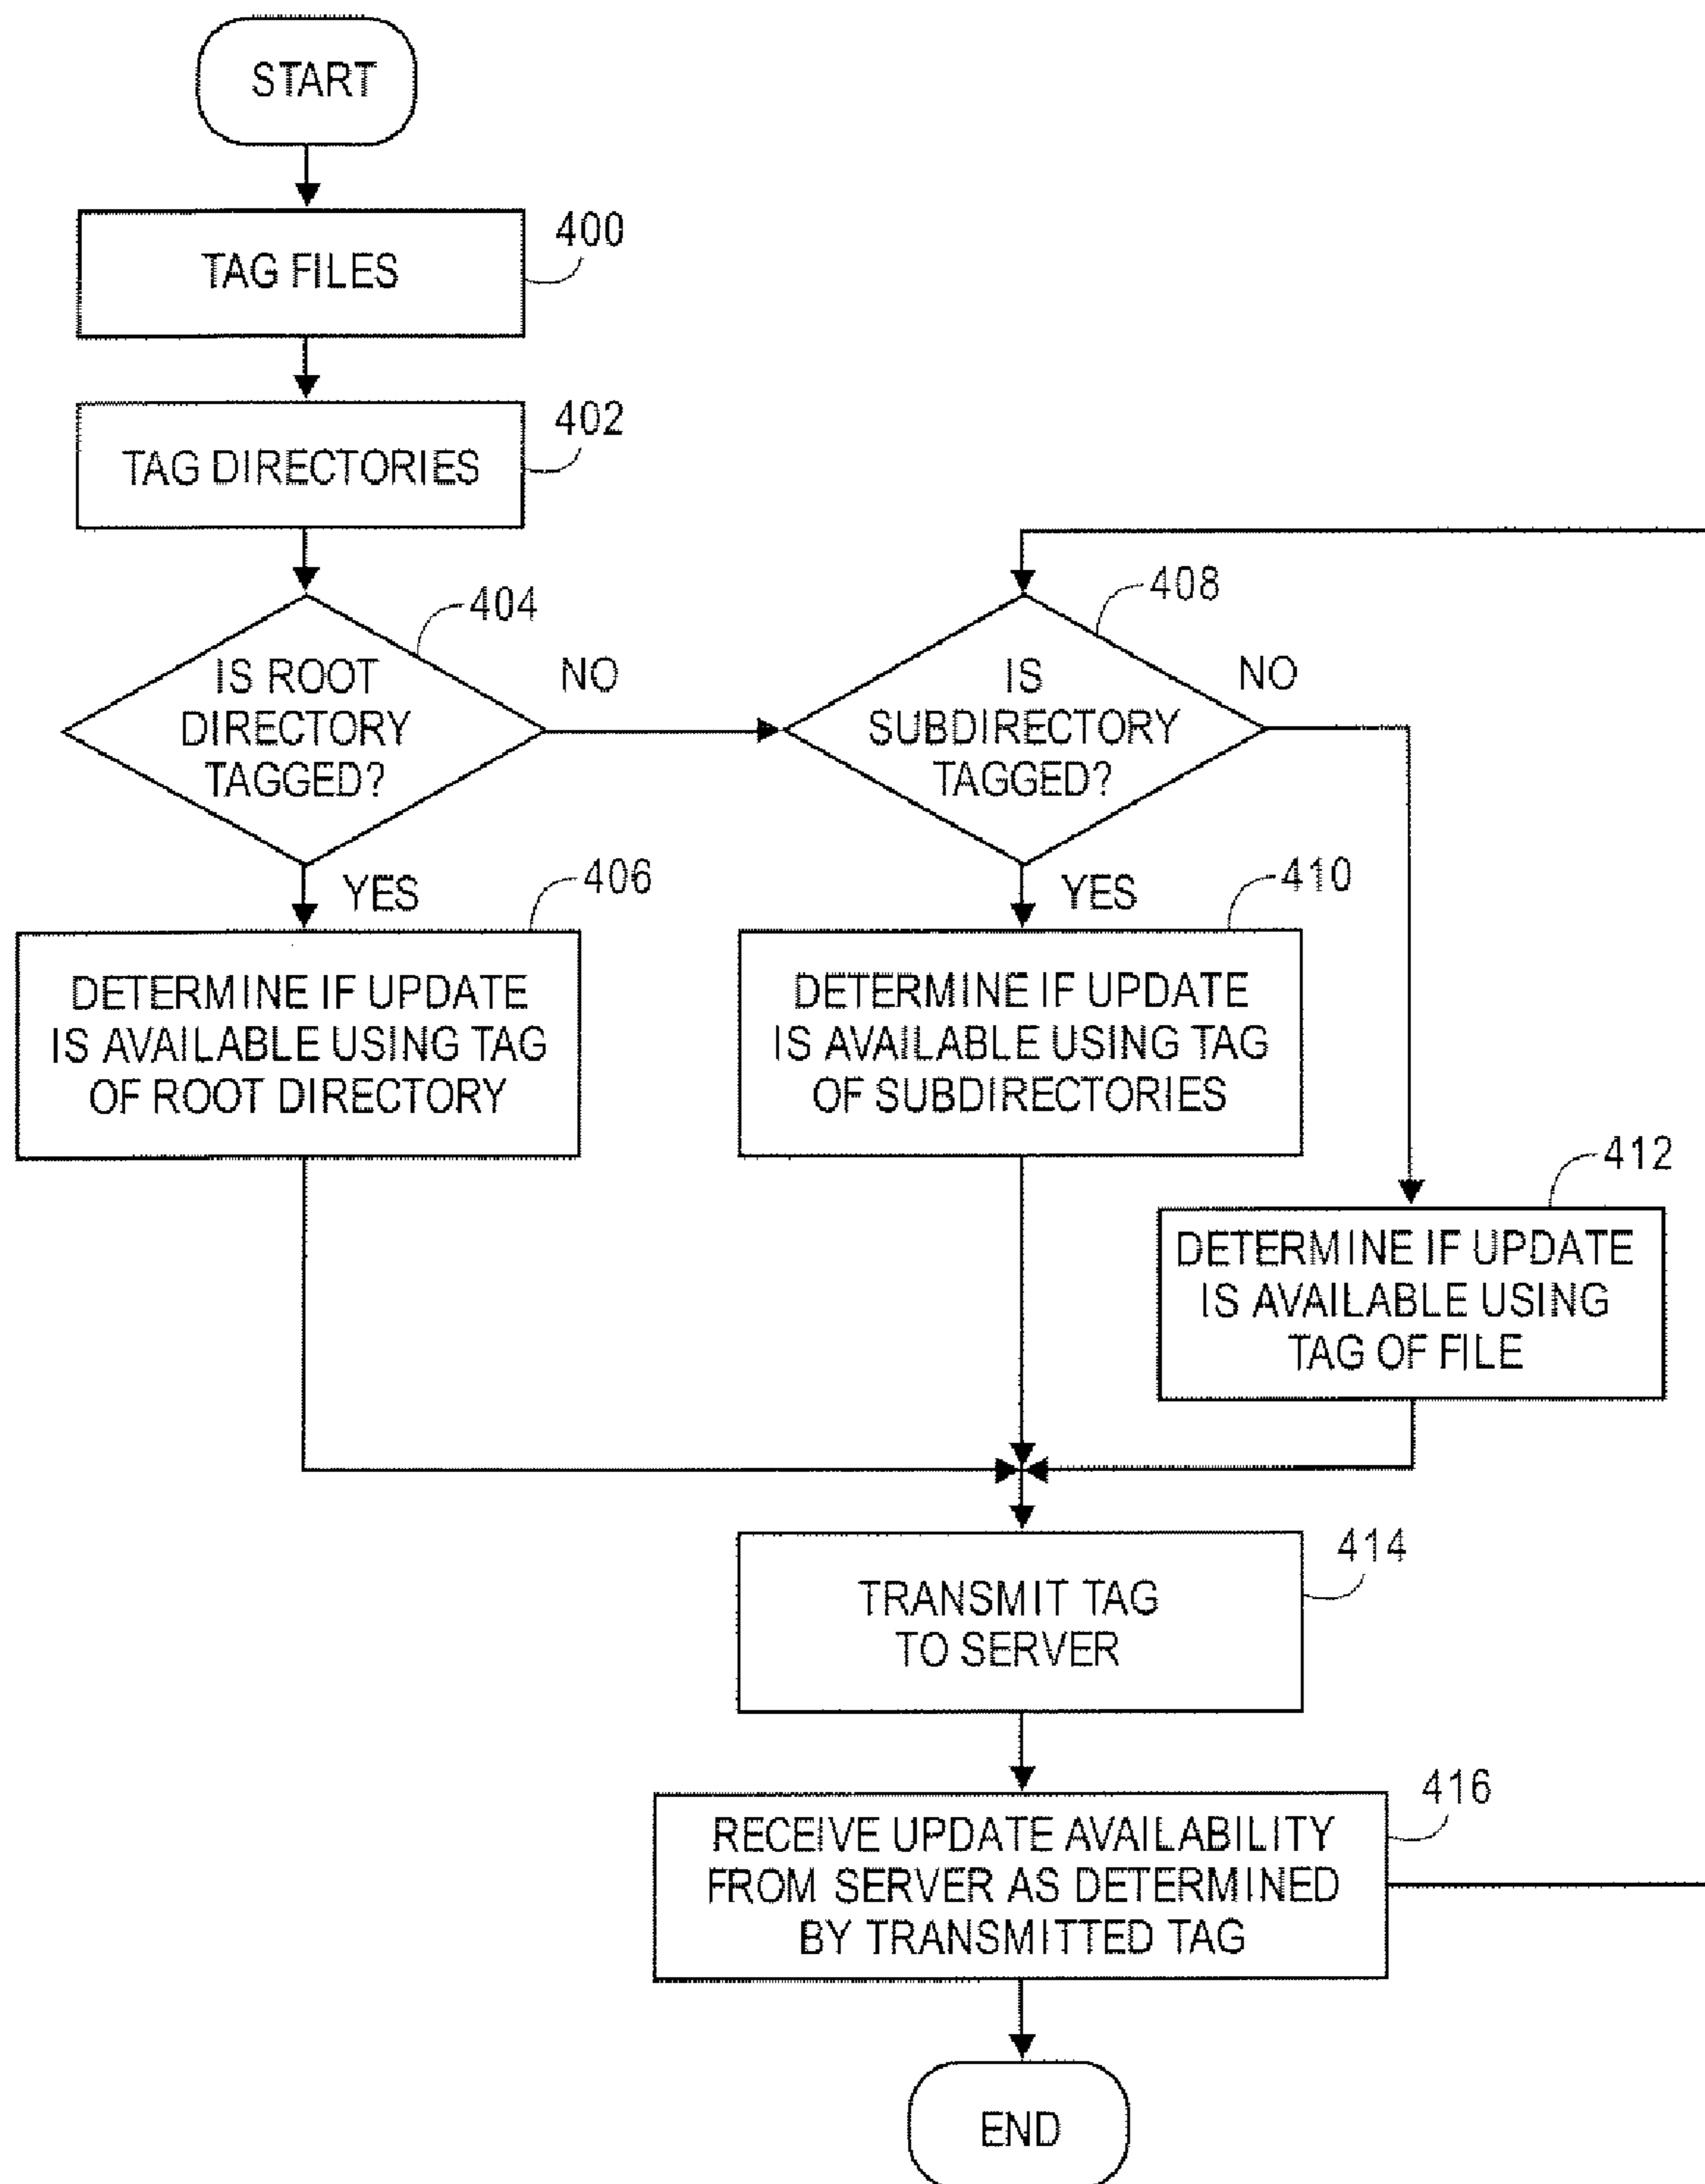 START
400
TAG FILES
402
TAG DIRECTORIES
404
IS ROOT
DIRECTORY
TAGGED?
NO
408
IS
SUBDIRECTORY
TAGGED?
NO
YES
406
DETERMINE IF UPDATE
IS AVAILABLE USING TAG
OF ROOT DIRECTORY
YES
410
DETERMINE IF UPDATE
IS AVAILABLE USING TAG
OF SUBDIRECTORIES
412
DETERMINE IF UPDATE
IS AVAILABLE USING
TAG OF FILE
414
TRANSMIT TAG
TO SERVER
416
RECEIVE UPDATE AVAILABILITY
FROM SERVER AS DETERMINED
BY TRANSMITTED TAG
END